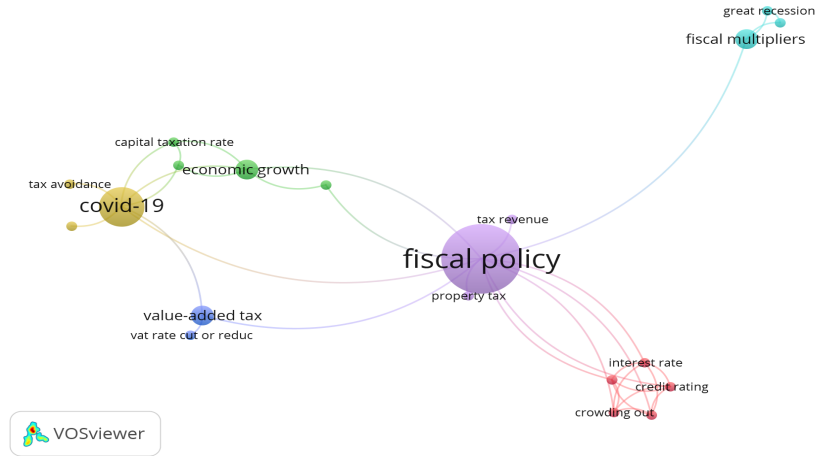 great recession
fiscal multipliers
capital taxation rate
economic growth
tax avoidance
covid-19
tax revenue
fiscal policy
property tax
value-added tax
vat rate cut or reduc
interest rate
credit rating
crowding out
VOSviewer